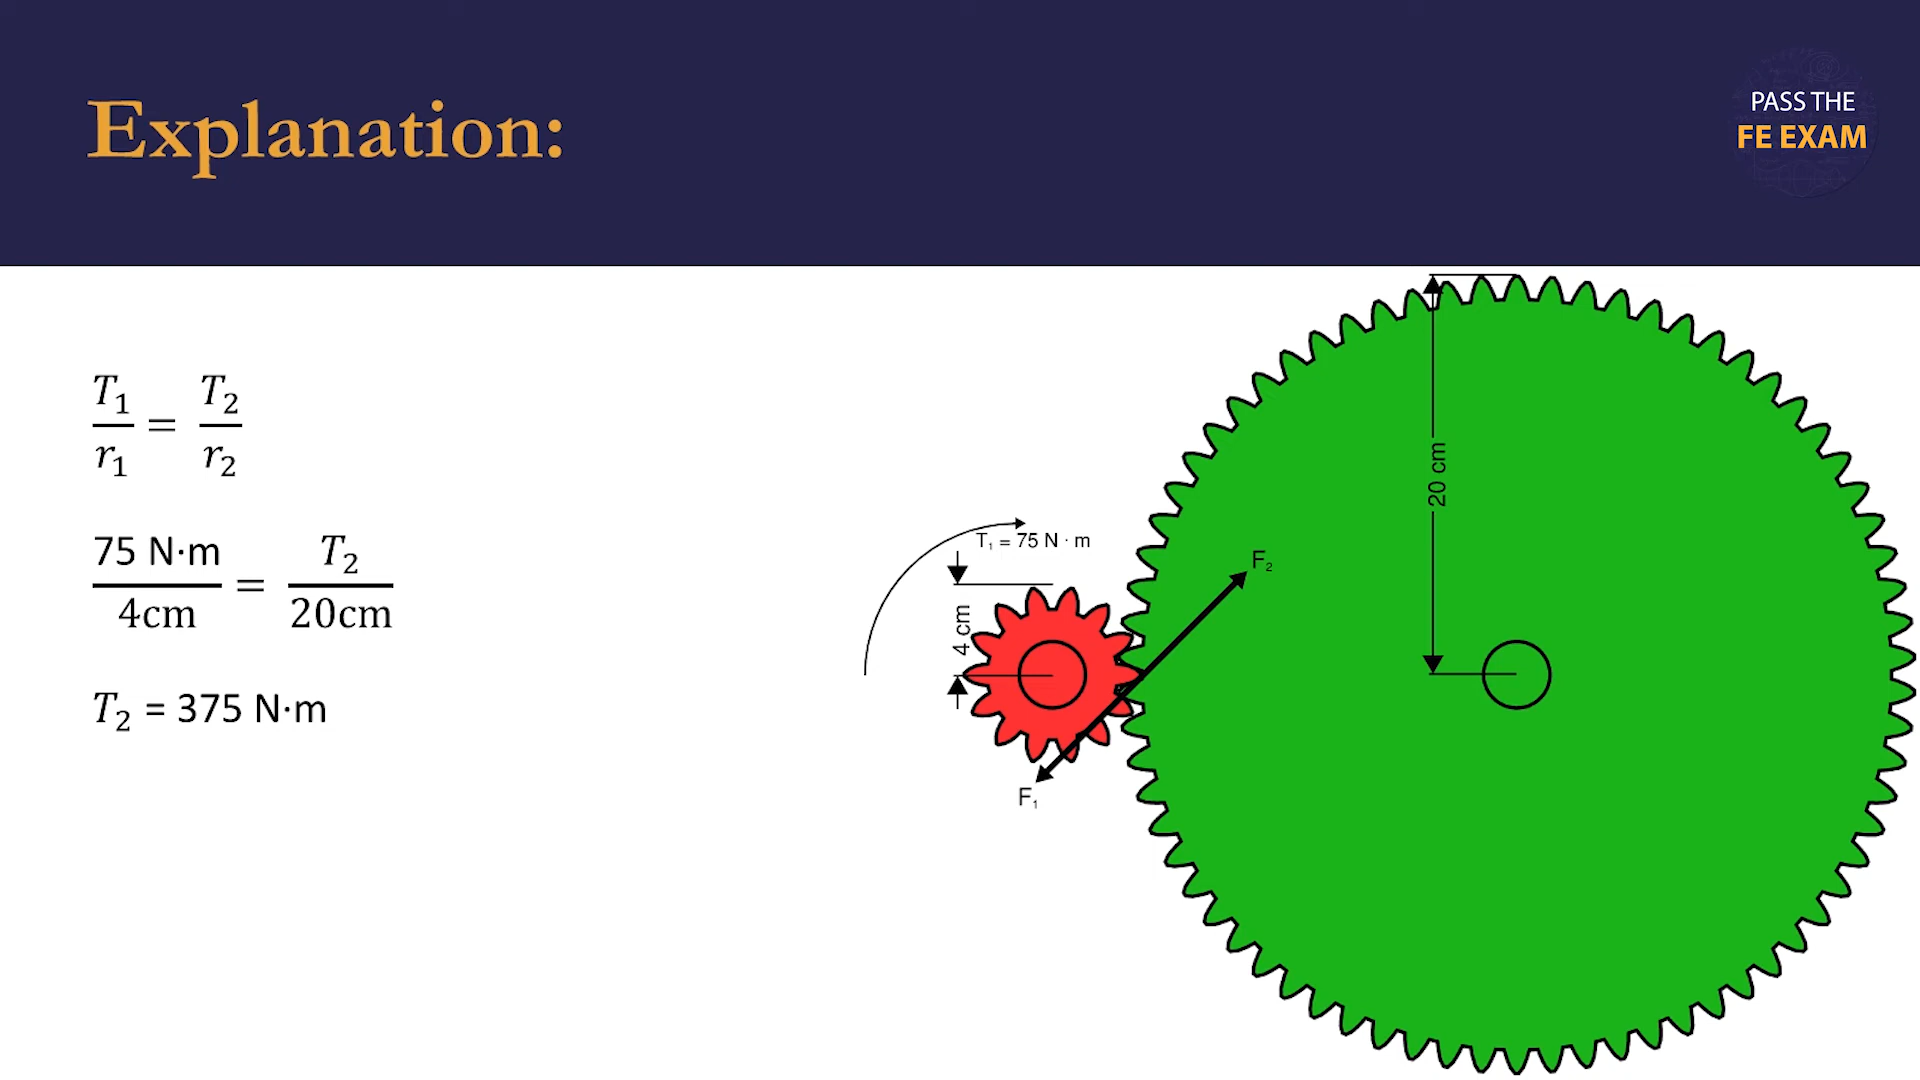 Explanation:
PASS THE
FE EXAM
T₁/r₁ = T₂/r₂
75 N·m/4cm = T₂/20cm
T₂ = 375 N·m
T₁ = 75 N · m
4 cm
20 cm
F₂
F₁